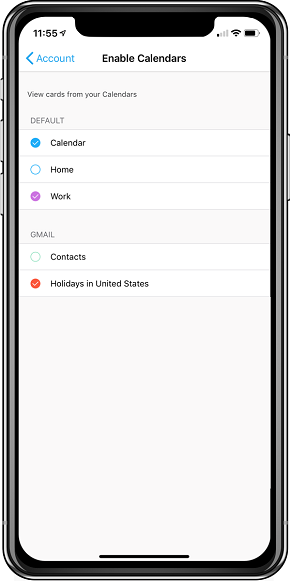 11:55
Account
Enable Calendars
View cards from your Calendars
DEFAULT
Calendar
Home
Work
GMAIL
Contacts
Holidays in United States